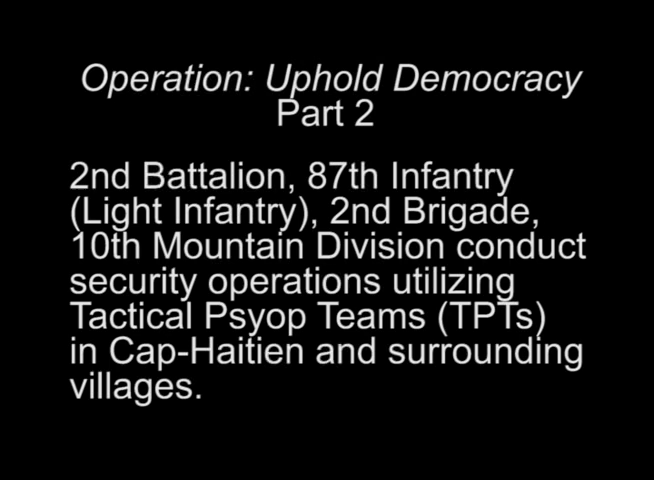 Operation: Uphold Democracy
Part 2
2nd Battalion, 87th Infantry
(Light Infantry), 2nd Brigade,
10th Mountain Division conduct
security operations utilizing
Tactical Psyop Teams (TPTs)
in Cap-Haitien and surrounding
villages.